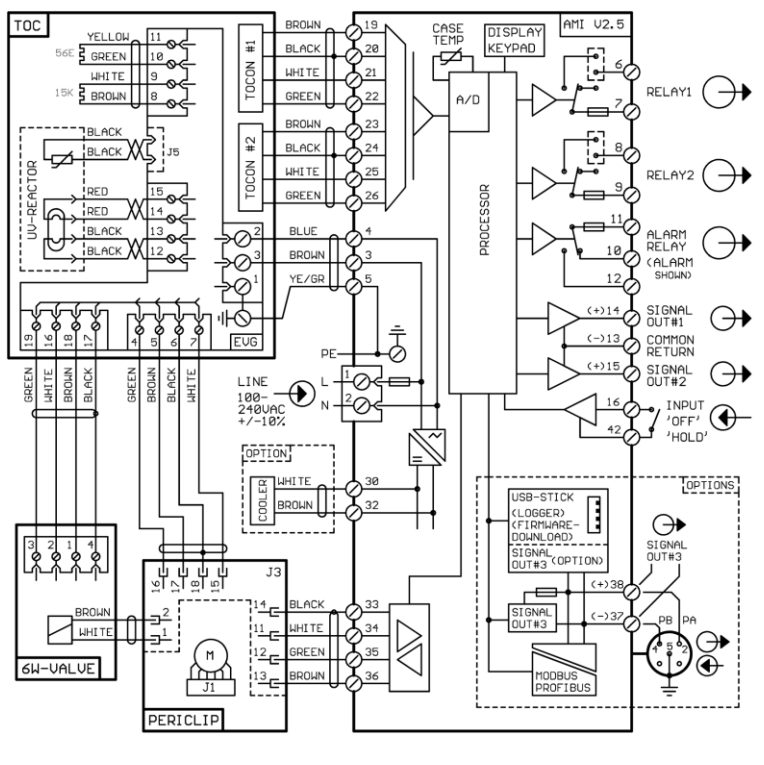 TOC
YELLOW 11
56E
GREEN 10
WHITE 9
15K
BROWN 8
BLACK
BLACK
J5
UV-REACTOR
RED 15
RED 14
BLACK 13
BLACK 12
TOCON #1
TOCON #2
BROWN 19
BLACK 20
WHITE 21
GREEN 22
BROWN 23
BLACK 24
WHITE 25
GREEN 26
2 BLUE 4
3 BROWN 3
1 YE/GR 5
EVG
19 16 18 17
4 5 6 7
GREEN
WHITE
BROWN
BLACK
GREEN
BROWN
BLACK
WHITE
PE
LINE
100-
240VAC
+/-10%
L 1
N 2
OPTION
COOLER
WHITE 30
BROWN 32
AMI V2.5
CASE
TEMP
DISPLAY
KEPYAD
A/D
PROCESSOR
6
RELAY1
7
8
RELAY2
9
11
ALARM
RELAY
10
(ALARM
SHOWN)
12
(+)14 SIGNAL
OUT#1
(-)13 COMMON
RETURN
(+)15 SIGNAL
OUT#2
16 INPUT
'OFF'
42 'HOLD'
OPTIONS
USB-STICK
(LOGGER)
(FIRMWARE-
DOWNLOAD)
SIGNAL
OUT#3 (OPTION)
SIGNAL
OUT#3
(+)38
SIGNAL
OUT#3
(-)37
PB PA
4 5 2
MODBUS
PROFIBUS
3 2 1 4
BROWN 2
WHITE 1
6W-VALVE
16 17 18 15
J3
14 BLACK 33
11 WHITE 34
12 GREEN 35
13 BROWN 36
M
J1
PERICLIP